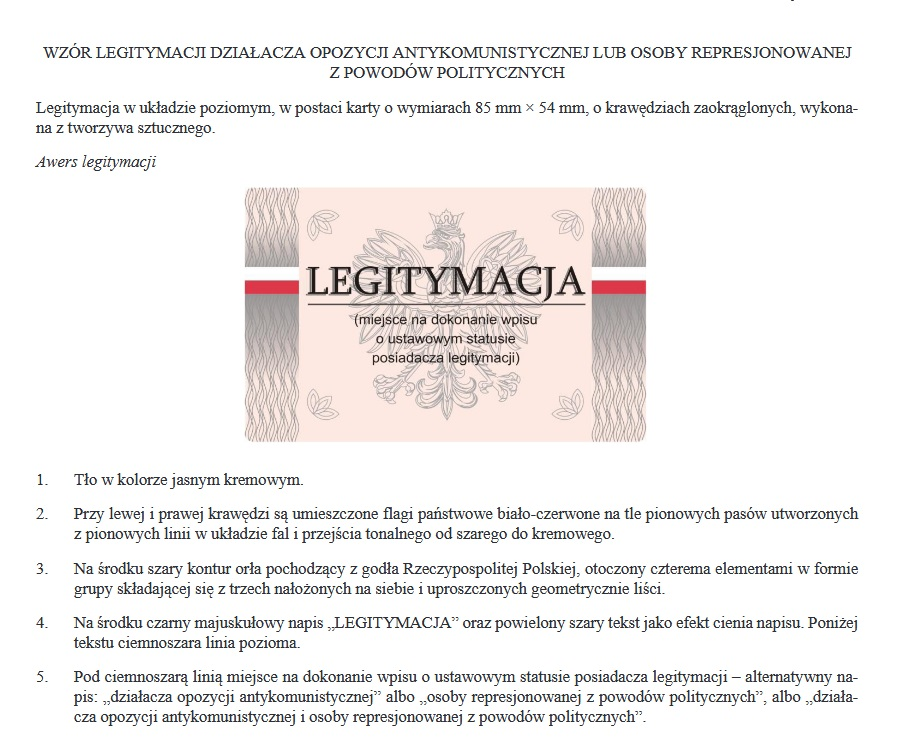 WZÓR LEGITYMACJI DZIAŁACZA OPOZYCJI ANTYKOMUNISTYCZNEJ LUB OSOBY REPRESJONOWANEJ
Z POWODÓW POLITYCZNYCH
Legitymacja w układzie poziomym, w postaci karty o wymiarach 85 mm × 54 mm, o krawędziach zaokrąglonych, wykona-
na z tworzywa sztucznego.
Awers legitymacji
LEGITYMACJA
(miejsce na dokonanie wpisu
o ustawowym statusie
posiadacza legitymacji)
1. Tło w kolorze jasnym kremowym.
2. Przy lewej i prawej krawędzi są umieszczone flagi państwowe biało-czerwone na tle pionowych pasów utworzonych
z pionowych linii w układzie fal i przejścia tonalnego od szarego do kremowego.
3. Na środku szary kontur orła pochodzący z godła Rzeczypospolitej Polskiej, otoczony czterema elementami w formie
grupy składającej się z trzech nałożonych na siebie i uproszczonych geometrycznie liści.
4. Na środku czarny majuskułowy napis „LEGITYMACJA” oraz powielony szary tekst jako efekt cienia napisu. Poniżej
tekstu ciemnoszara linia pozioma.
5. Pod ciemnoszarą linią miejsce na dokonanie wpisu o ustawowym statusie posiadacza legitymacji – alternatywny na-
pis: „działacza opozycji antykomunistycznej” albo „osoby represjonowanej z powodów politycznych”, albo „działa-
cza opozycji antykomunistycznej i osoby represjonowanej z powodów politycznych”.